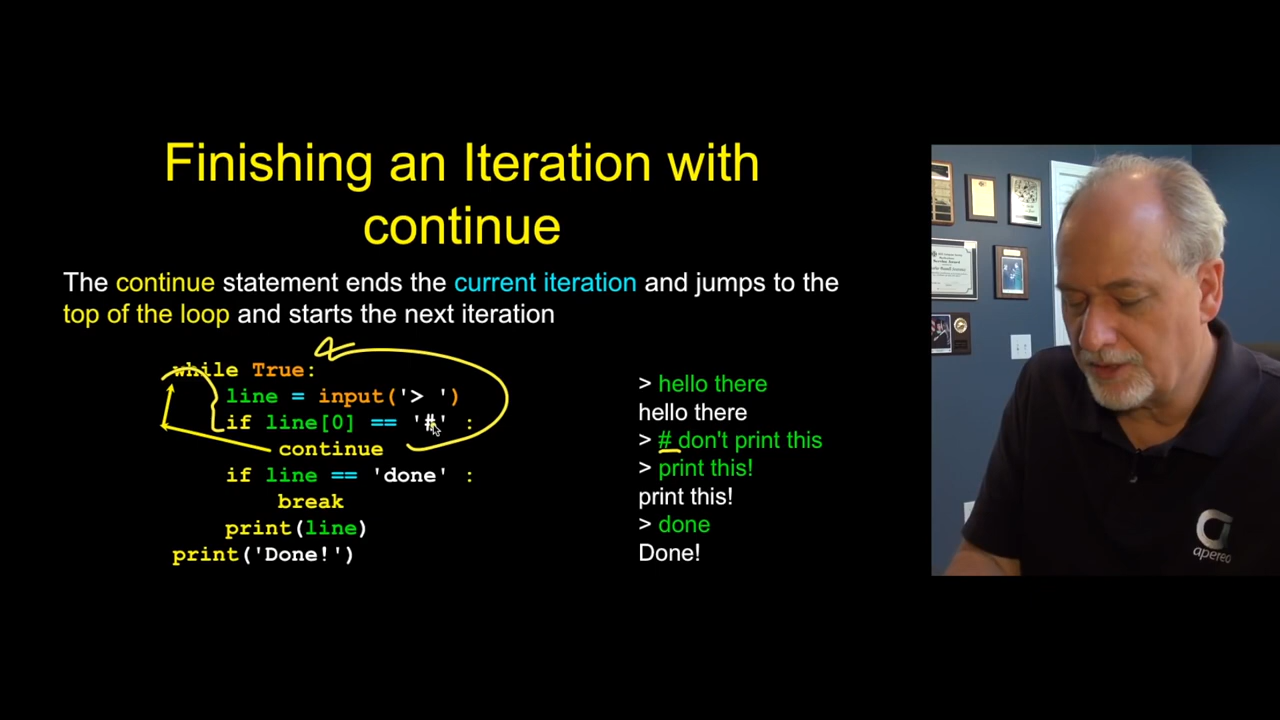 Finishing an Iteration with
continue
The continue statement ends the current iteration and jumps to the
top of the loop and starts the next iteration
while True:
    line = input('> ')
    if line[0] == '#' :
        continue
    if line == 'done' :
        break
    print(line)
print('Done!')
> hello there
hello there
> # don't print this
> print this!
print this!
> done
Done!
apereo